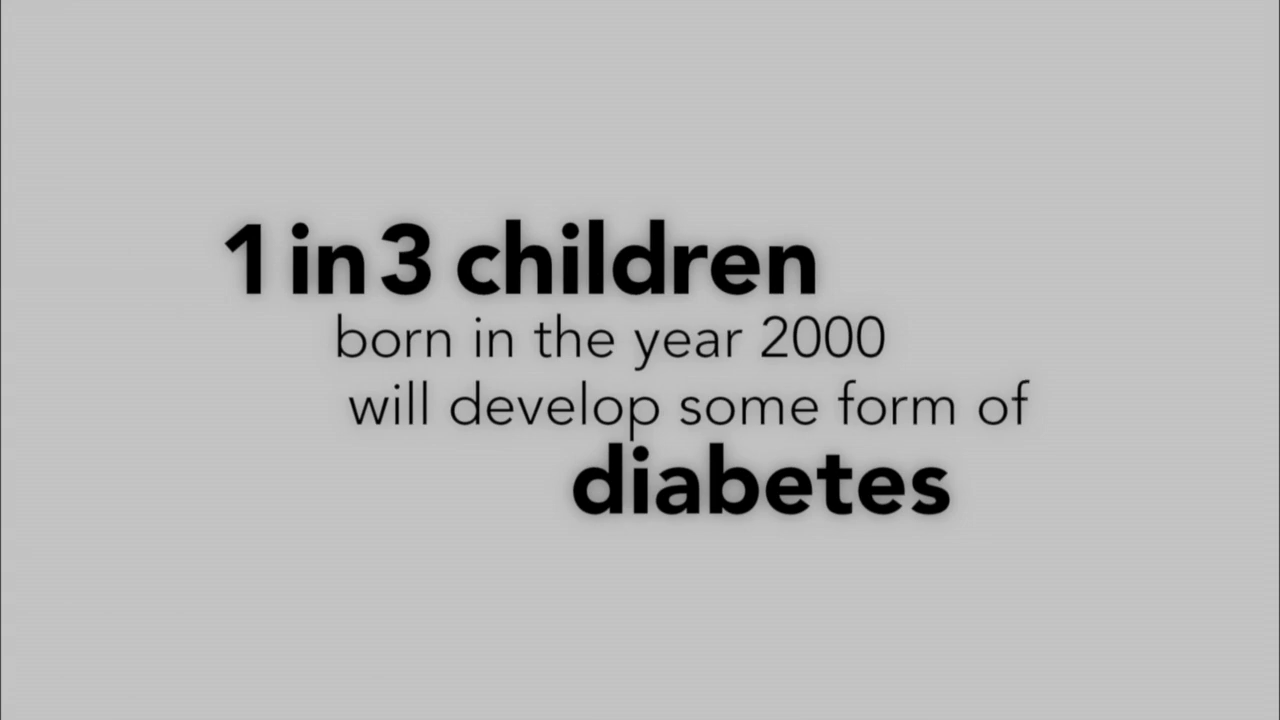 1 in 3 children
born in the year 2000
will develop some form of
diabetes